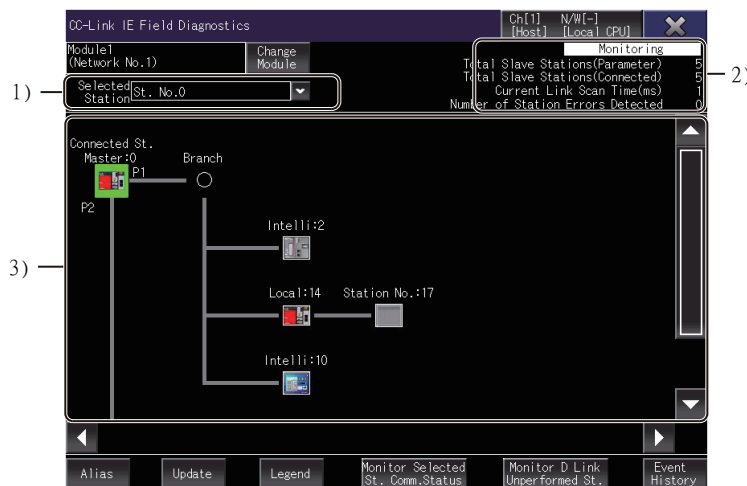 CC-Link IE Field Diagnostics
Ch[1] N/W[-]
[Host] [Local CPU]
Module1
(Network No.1)
Change
Module
Monitoring
Total Slave Stations(Parameter) 5
Total Slave Stations(Connected) 5
Current Link Scan Time(ms) 1
Number of Station Errors Detected 0
1)
Selected
Station
St. No.0
2)
Connected St.
Master:0
Branch
P1
P2
Intelli:2
3)
Local:14
Station No.:17
Intelli:10
Alias
Update
Legend
Monitor Selected
St. Comm.Status
Monitor D Link
Unperformed St.
Event
History